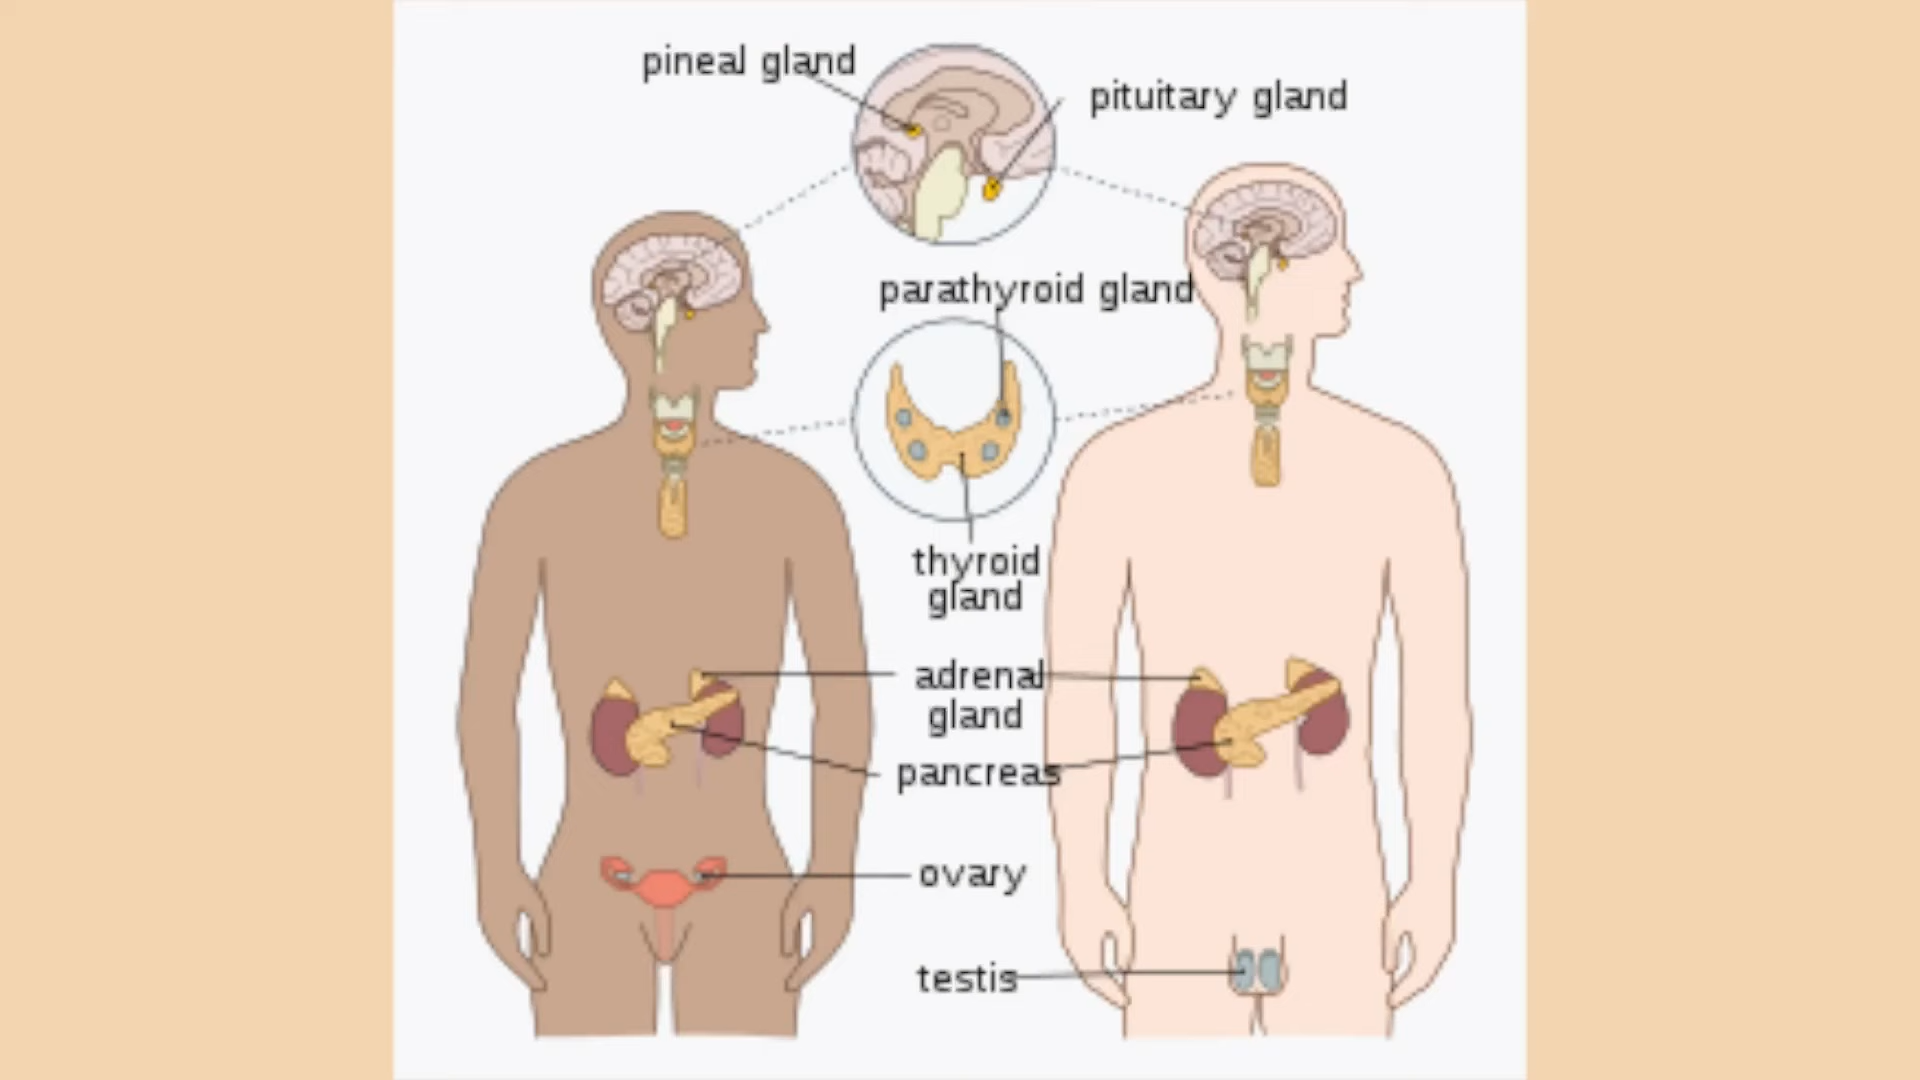 pineal gland
pituitary gland
parathyroid gland
thyroid
gland
adrenal
gland
pancreas
ovary
testis